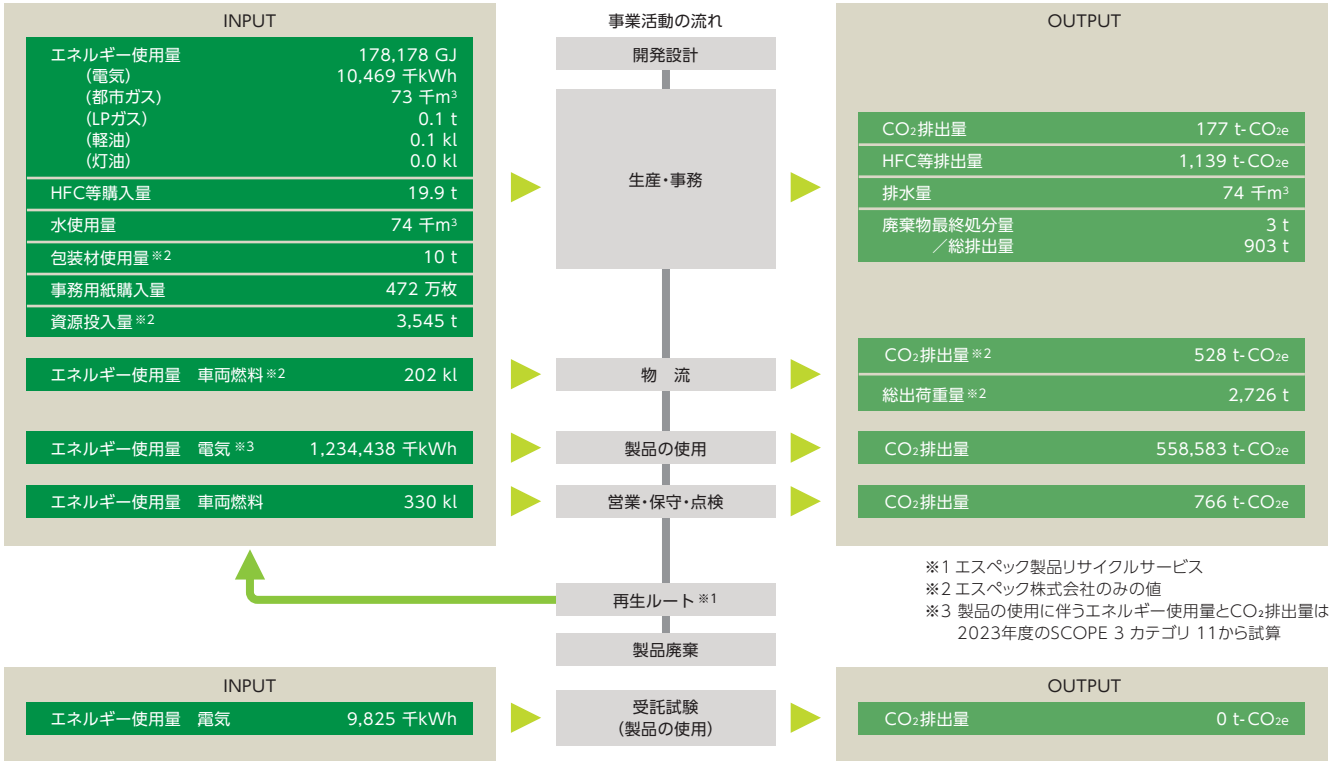 INPUT
エネルギー使用量 178,178 GJ
(電気) 10,469 千kWh
(都市ガス) 73 千m³
(LPガス) 0.1 t
(軽油) 0.1 kl
(灯油) 0.0 kl
HFC等購入量 19.9 t
水使用量 74 千m³
包装材使用量※2 10 t
事務用紙購入量 472 万枚
資源投入量※2 3,545 t
エネルギー使用量 車両燃料※2 202 kl
エネルギー使用量 電気※3 1,234,438 千kWh
エネルギー使用量 車両燃料 330 kl
事業活動の流れ
開発設計
生産・事務
物 流
製品の使用
営業・保守・点検
再生ルート※1
製品廃棄
OUTPUT
CO₂排出量 177 t-CO₂e
HFC等排出量 1,139 t-CO₂e
排水量 74 千m³
廃棄物最終処分量 3 t
／総排出量 903 t
CO₂排出量※2 528 t-CO₂e
総出荷重量※2 2,726 t
CO₂排出量 558,583 t-CO₂e
CO₂排出量 766 t-CO₂e
※1 エスペック製品リサイクルサービス
※2 エスペック株式会社のみの値
※3 製品の使用に伴うエネルギー使用量とCO₂排出量は
2023年度のSCOPE 3 カテゴリ 11から試算
INPUT
エネルギー使用量 電気 9,825 千kWh
受託試験
(製品の使用)
OUTPUT
CO₂排出量 0 t-CO₂e